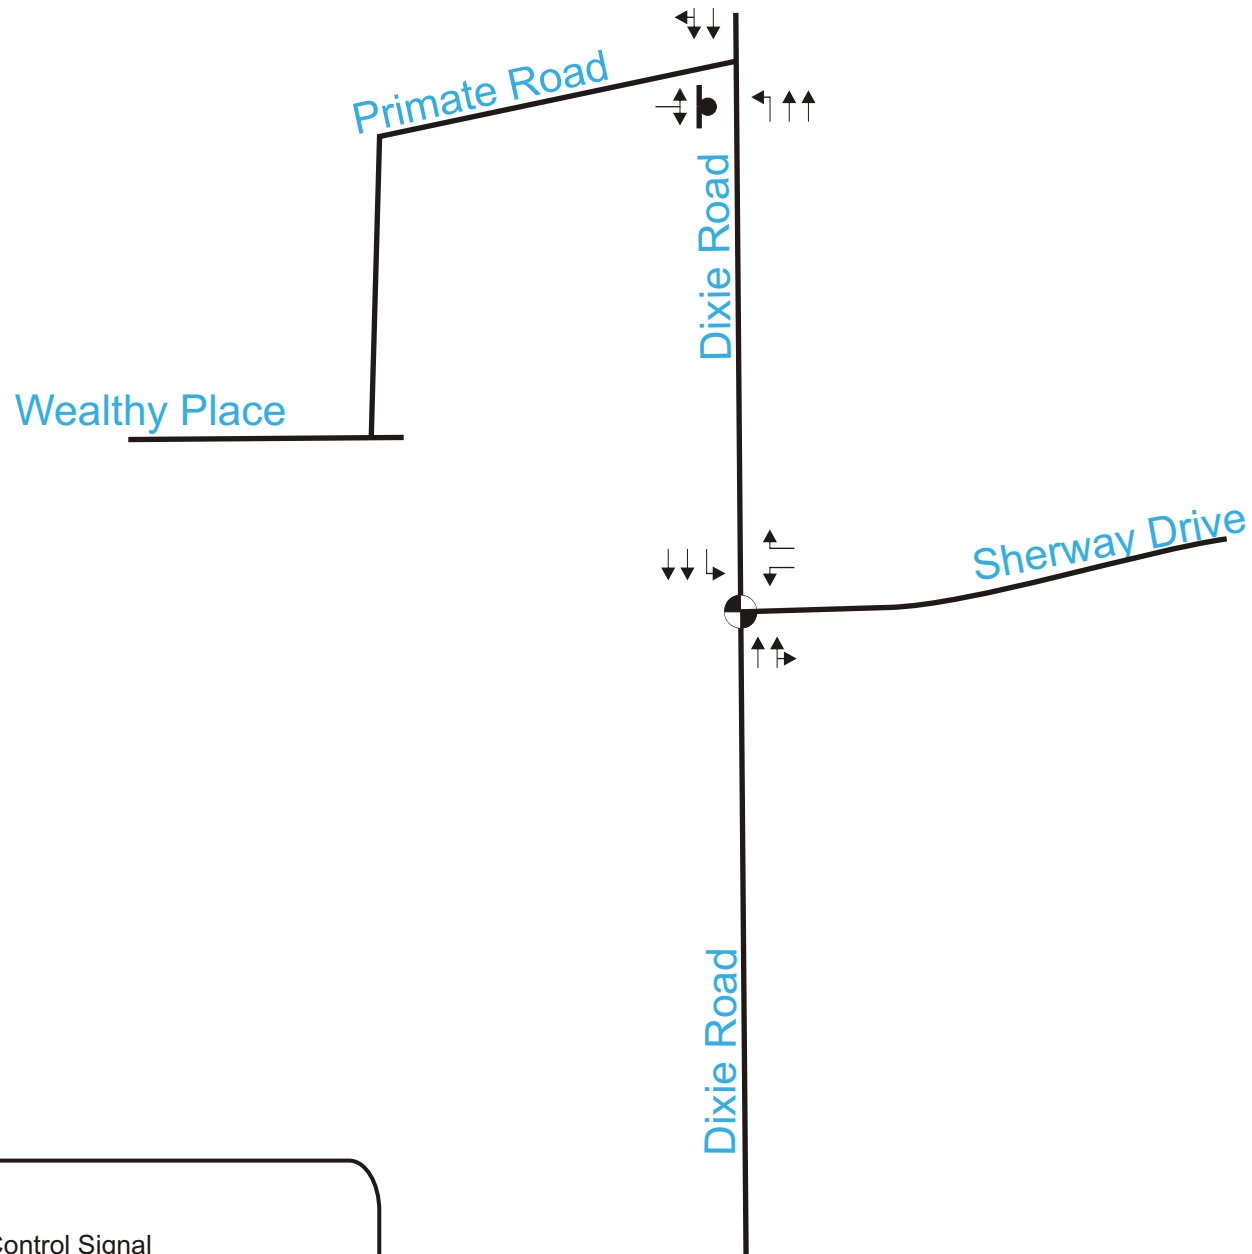 Primate Road
Dixie Road
Wealthy Place
Sherway Drive
Dixie Road
Control Signal